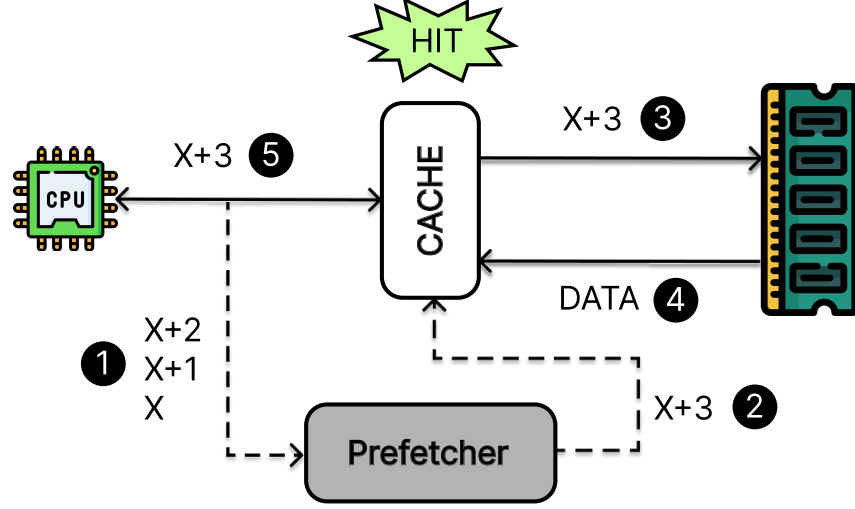 HIT
X+3 3
X+3 5
CPU
CACHE
DATA 4
X+2
1 X+1
X
X+3 2
Prefetcher